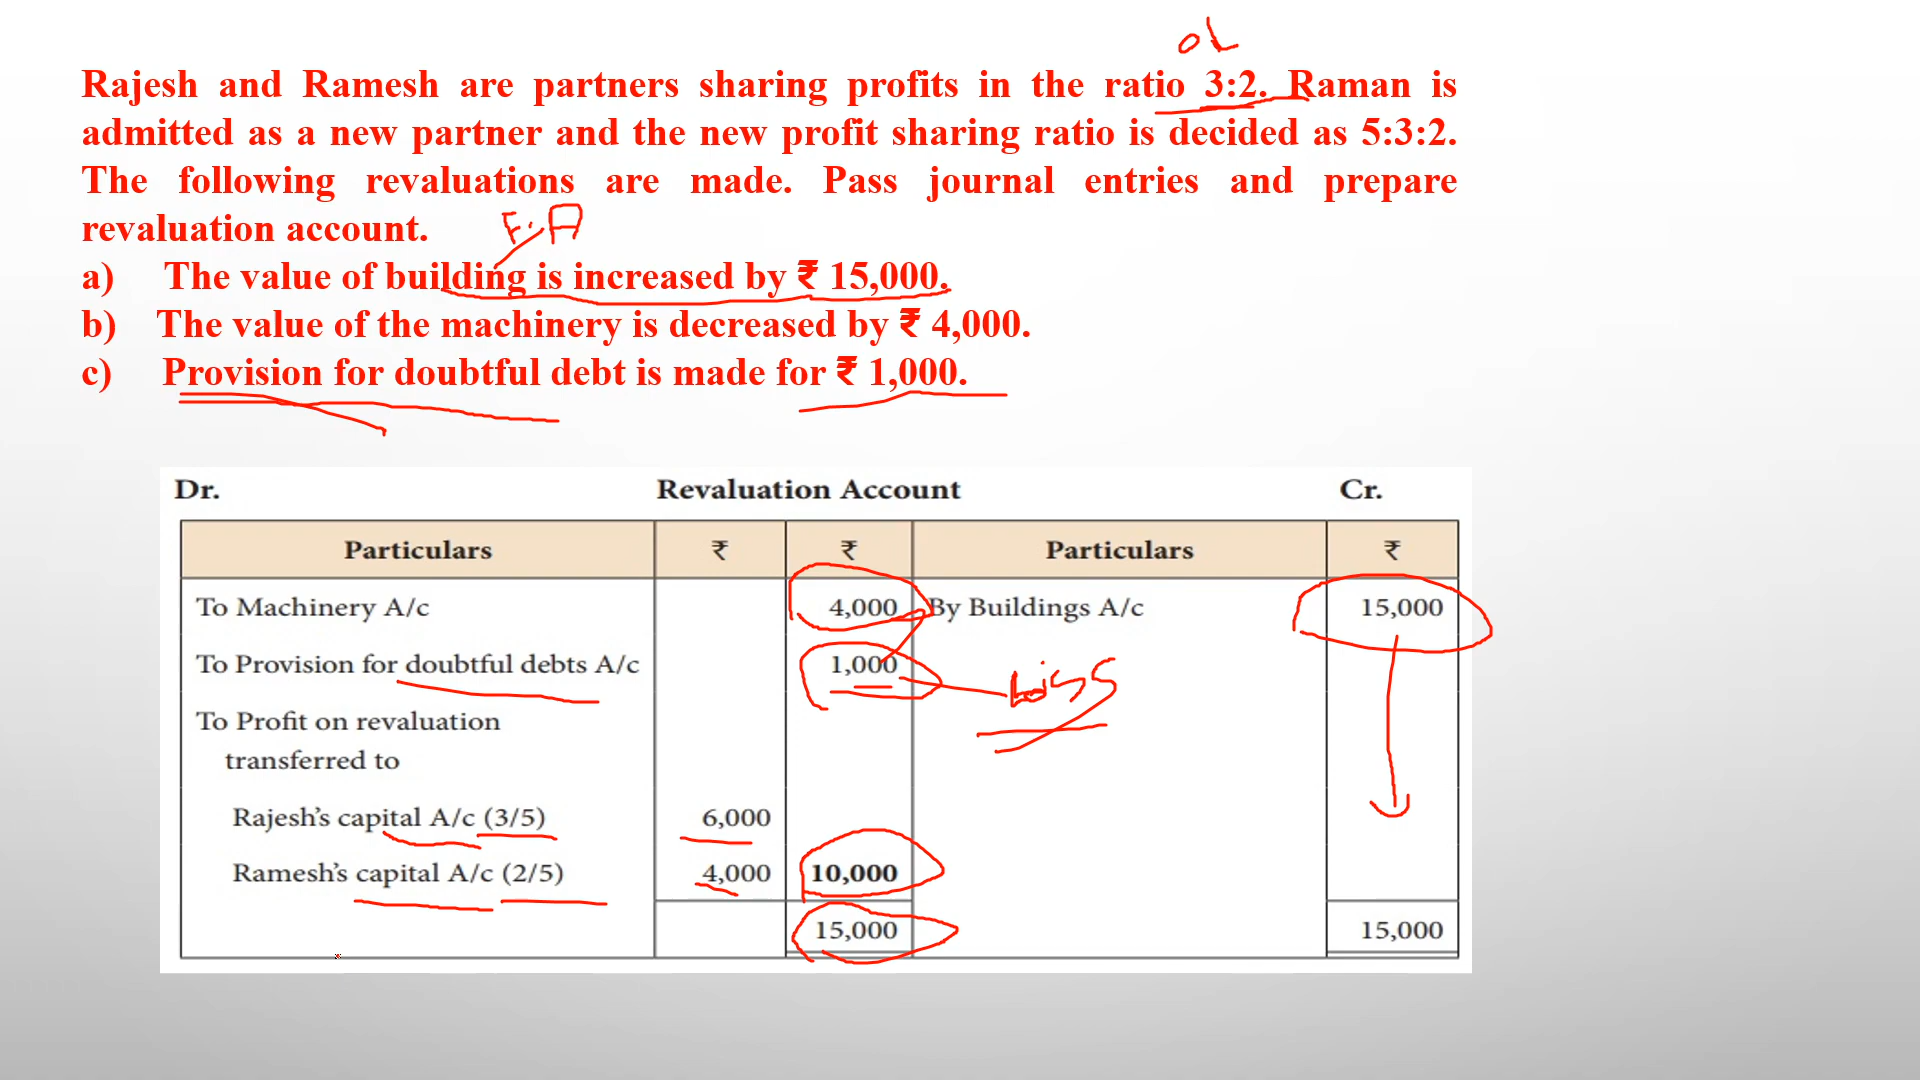 OL
Rajesh and Ramesh are partners sharing profits in the ratio 3:2. Raman is
admitted as a new partner and the new profit sharing ratio is decided as 5:3:2.
The following revaluations are made. Pass journal entries and prepare
revaluation account.
F.A
a) The value of building is increased by ₹ 15,000.
b) The value of the machinery is decreased by ₹ 4,000.
c) Provision for doubtful debt is made for ₹ 1,000.
Dr. Revaluation Account Cr.
Particulars ₹ ₹ Particulars ₹
To Machinery A/c 4,000 By Buildings A/c 15,000
To Provision for doubtful debts A/c 1,000
To Profit on revaluation
transferred to
Rajesh’s capital A/c (3/5) 6,000
Ramesh’s capital A/c (2/5) 4,000 10,000
15,000 15,000